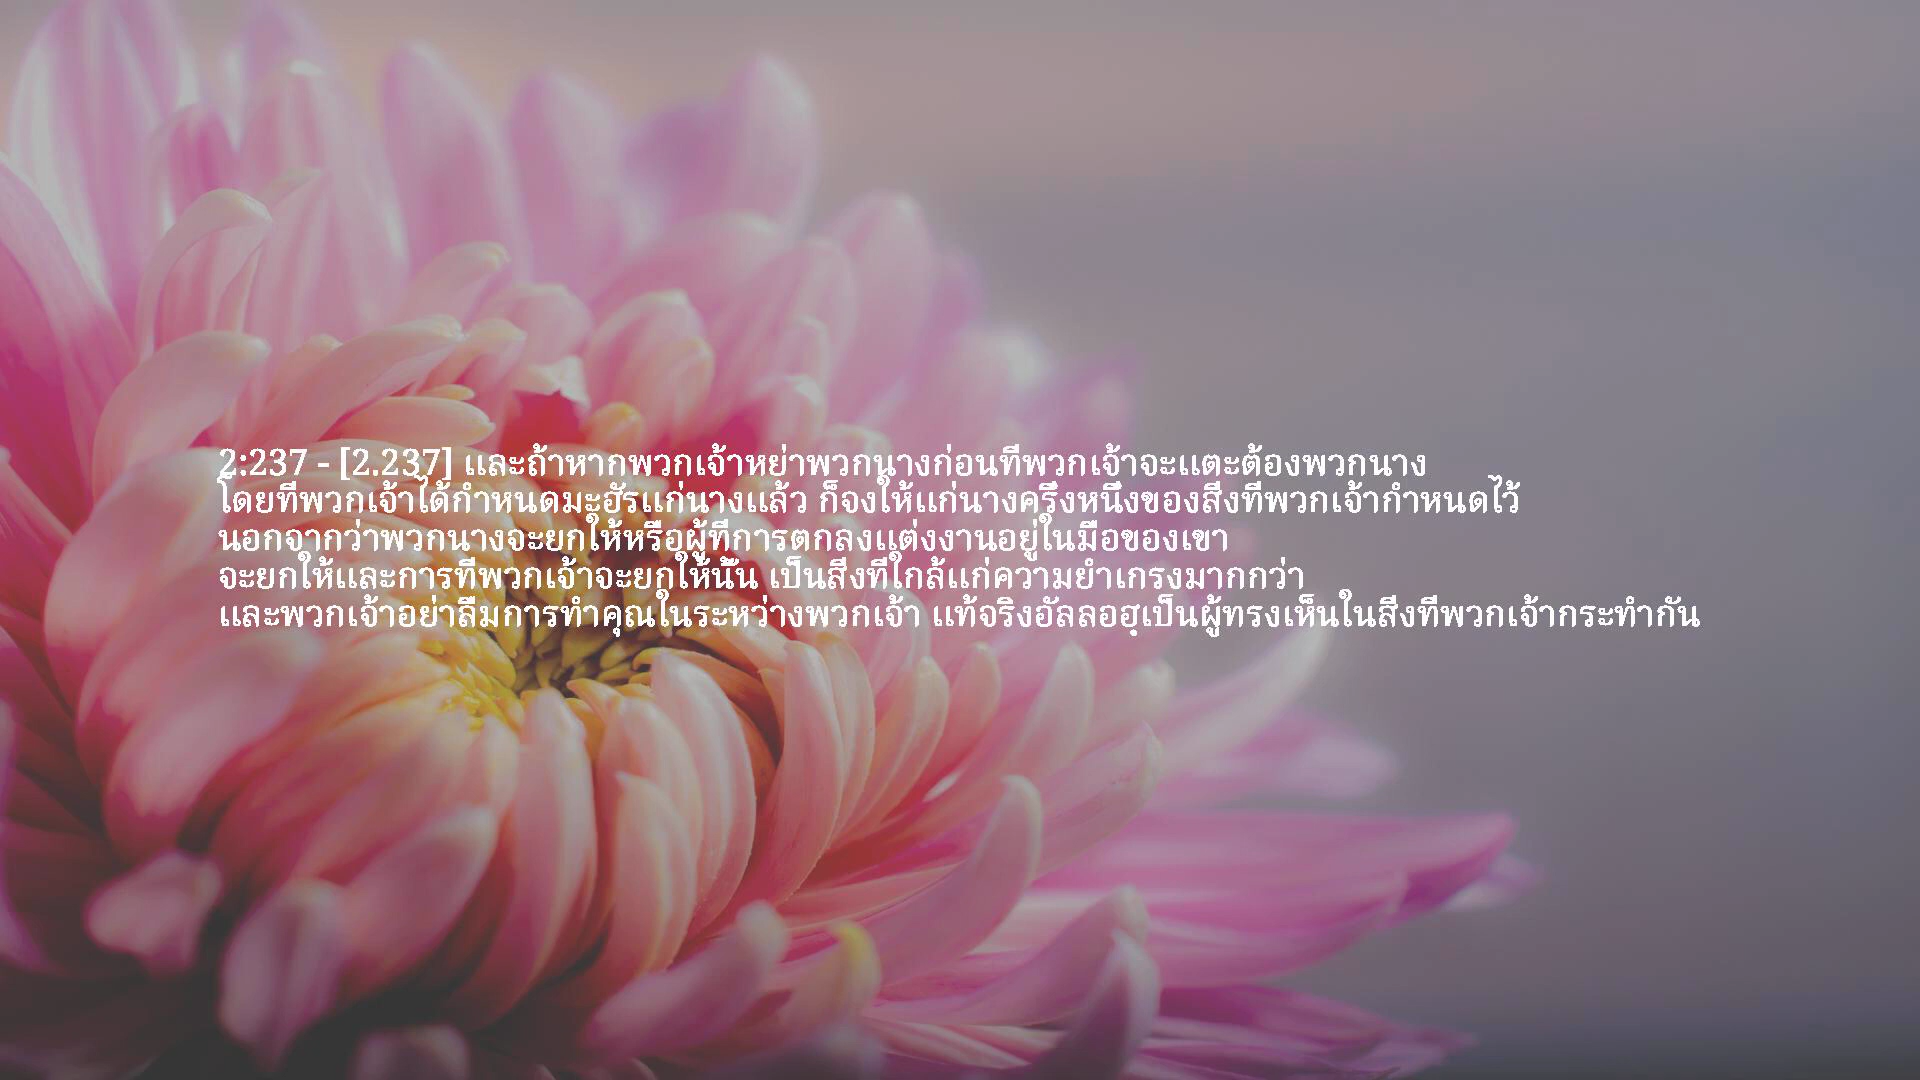 2:237 - [2.237] และถ้าหากพวกเจ้าหย่าพวกนางก่อนที่พวกเจ้าจะแตะต้องพวกนาง
โดยที่พวกเจ้าได้กำหนดมะฮัรแก่นางแล้ว ก็จงให้แก่นางครึ่งหนึ่งของสิ่งที่พวกเจ้ากำหนดไว้
นอกจากว่าพวกนางจะยกให้หรือผู้ที่การตกลงแต่งงานอยู่ในมือของเขา
จะยกให้และการที่พวกเจ้าจะยกให้นั้น เป็นสิ่งที่ใกล้แก่ความยำเกรงมากกว่า
และพวกเจ้าอย่าลืมการทำคุณในระหว่างพวกเจ้า แท้จริงอัลลอฮฺเป็นผู้ทรงเห็นในสิ่งที่พวกเจ้ากระทำกัน